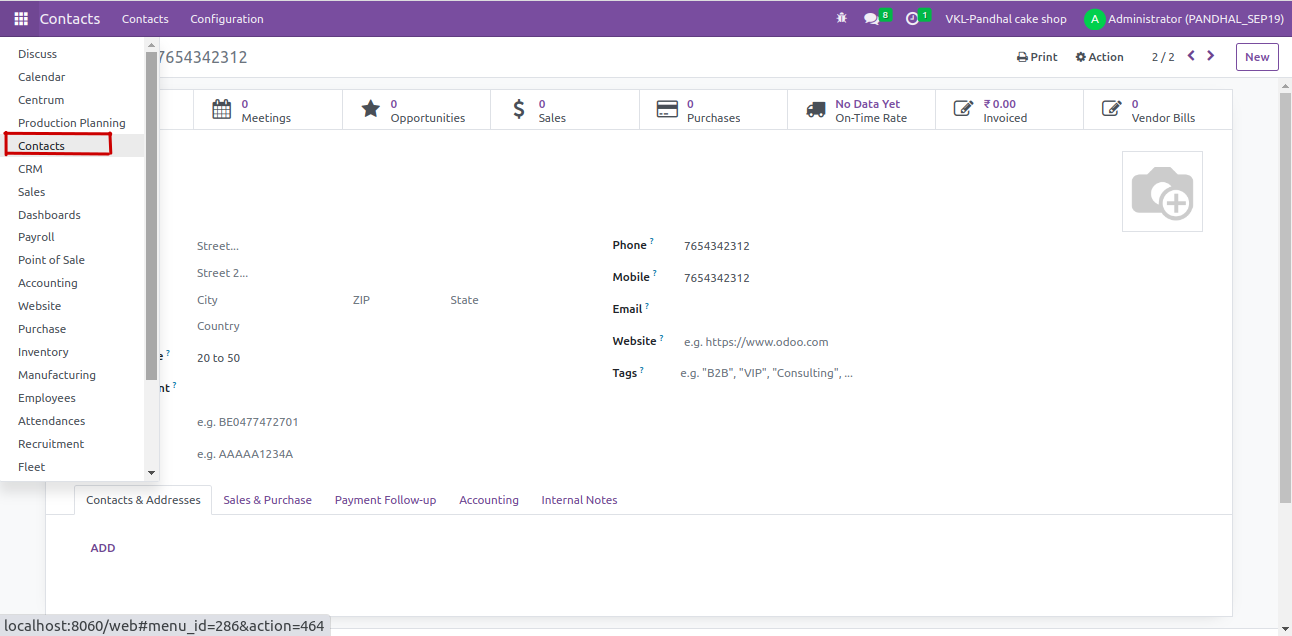 Contacts Contacts Configuration 8 1 VKL-Pandhal cake shop A Administrator (PANDHAL_SEP19)
7654342312 Print Action 2 / 2 New
Discuss
Calendar
Centrum
Production Planning
Contacts
CRM
Sales
Dashboards
Payroll
Point of Sale
Accounting
Website
Purchase
Inventory
Manufacturing
Employees
Attendances
Recruitment
Fleet
0
Meetings
0
Opportunities
$
0
Sales
0
Purchases
No Data Yet
On-Time Rate
₹ 0.00
Invoiced
0
Vendor Bills
Street...
Street 2...
City ZIP State
Country
e ? 20 to 50
nt ?
e.g. BE0477472701
e.g. AAAAA1234A
Phone ? 7654342312
Mobile ? 7654342312
Email ?
Website ? e.g. https://www.odoo.com
Tags ? e.g. "B2B", "VIP", "Consulting", ...
Contacts & Addresses Sales & Purchase Payment Follow-up Accounting Internal Notes
ADD
localhost:8060/web#menu_id=286&action=464